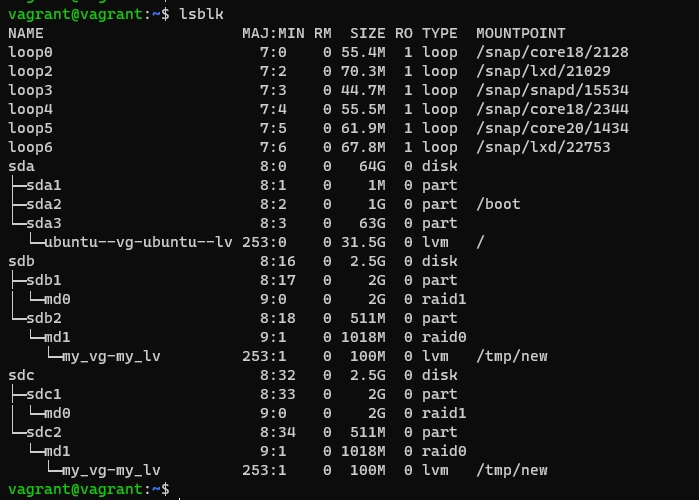 vagrant@vagrant:~$ lsblk
NAME                      MAJ:MIN RM  SIZE RO TYPE  MOUNTPOINT
loop0                       7:0    0 55.4M  1 loop  /snap/core18/2128
loop2                       7:2    0 70.3M  1 loop  /snap/lxd/21029
loop3                       7:3    0 44.7M  1 loop  /snap/snapd/15534
loop4                       7:4    0 55.5M  1 loop  /snap/core18/2344
loop5                       7:5    0 61.9M  1 loop  /snap/core20/1434
loop6                       7:6    0 67.8M  1 loop  /snap/lxd/22753
sda                         8:0    0   64G  0 disk
├─sda1                      8:1    0    1M  0 part
├─sda2                      8:2    0    1G  0 part  /boot
└─sda3                      8:3    0   63G  0 part
  └─ubuntu--vg-ubuntu--lv 253:0    0 31.5G  0 lvm   /
sdb                         8:16   0  2.5G  0 disk
├─sdb1                      8:17   0    2G  0 part
│ └─md0                     9:0    0    2G  0 raid1
└─sdb2                      8:18   0  511M  0 part
  └─md1                     9:1    0 1018M  0 raid0
    └─my_vg-my_lv         253:1    0  100M  0 lvm   /tmp/new
sdc                         8:32   0  2.5G  0 disk
├─sdc1                      8:33   0    2G  0 part
│ └─md0                     9:0    0    2G  0 raid1
└─sdc2                      8:34   0  511M  0 part
  └─md1                     9:1    0 1018M  0 raid0
    └─my_vg-my_lv         253:1    0  100M  0 lvm   /tmp/new
vagrant@vagrant:~$